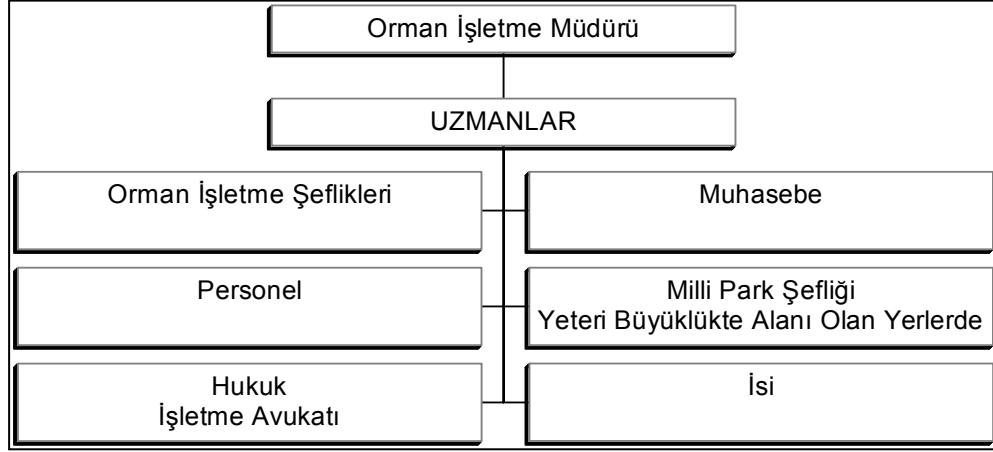 Orman İşletme Müdürü
UZMANLAR
Orman İşletme Şeflikleri
Muhasebe
Personel
Milli Park Şefliği
Yeteri Büyüklükte Alanı Olan Yerlerde
Hukuk
İşletme Avukatı
İsi